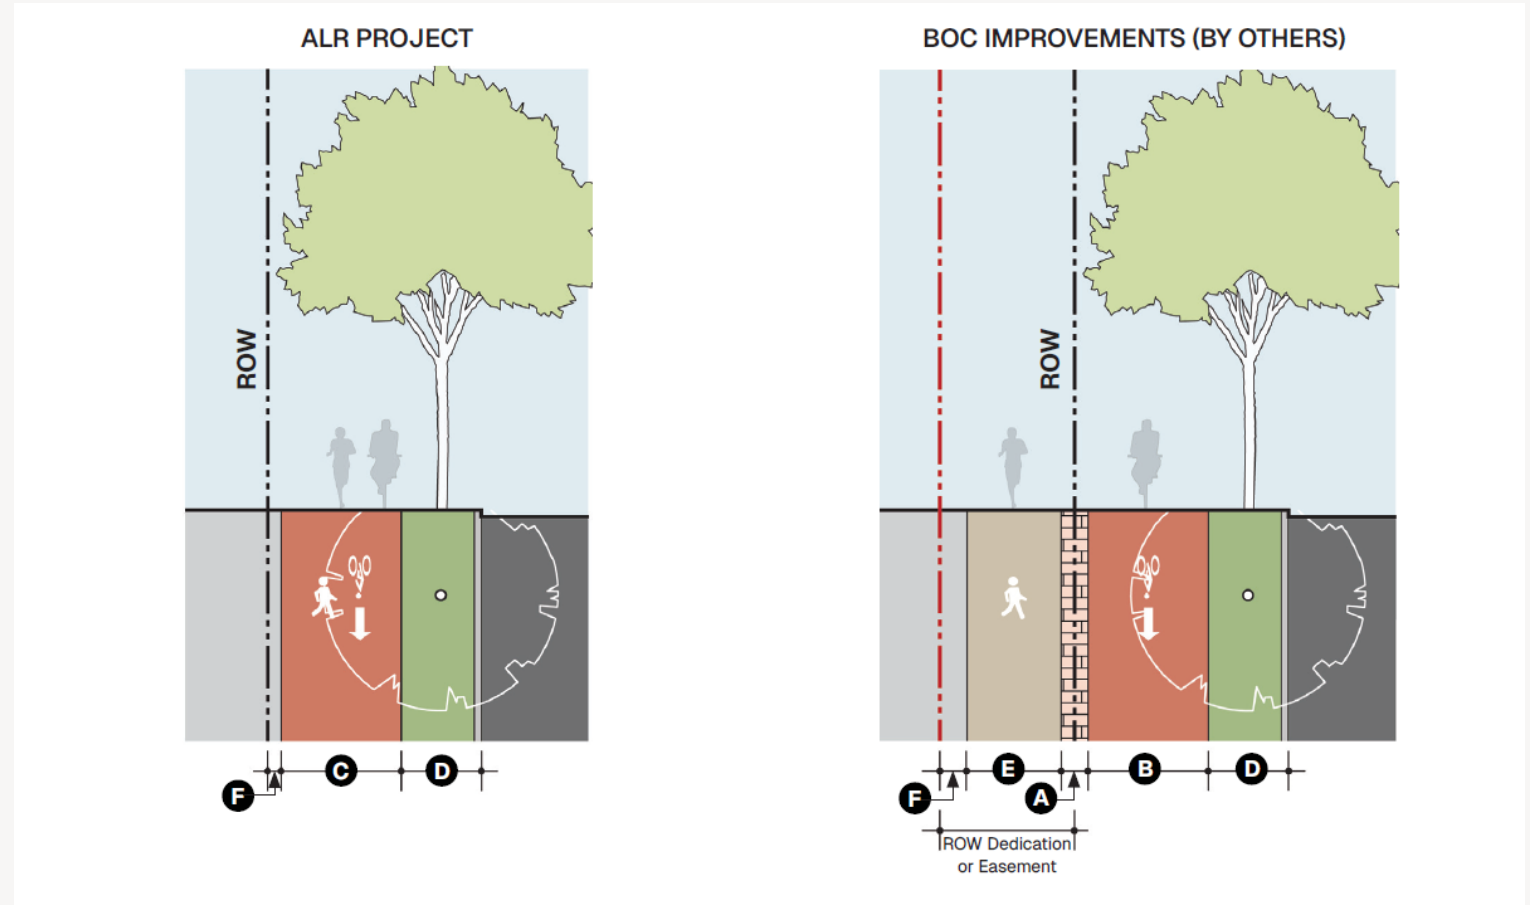 ALR PROJECT
BOC IMPROVEMENTS (BY OTHERS)
ROW
ROW
C
D
F
E
B
D
F
A
ROW Dedication
or Easement